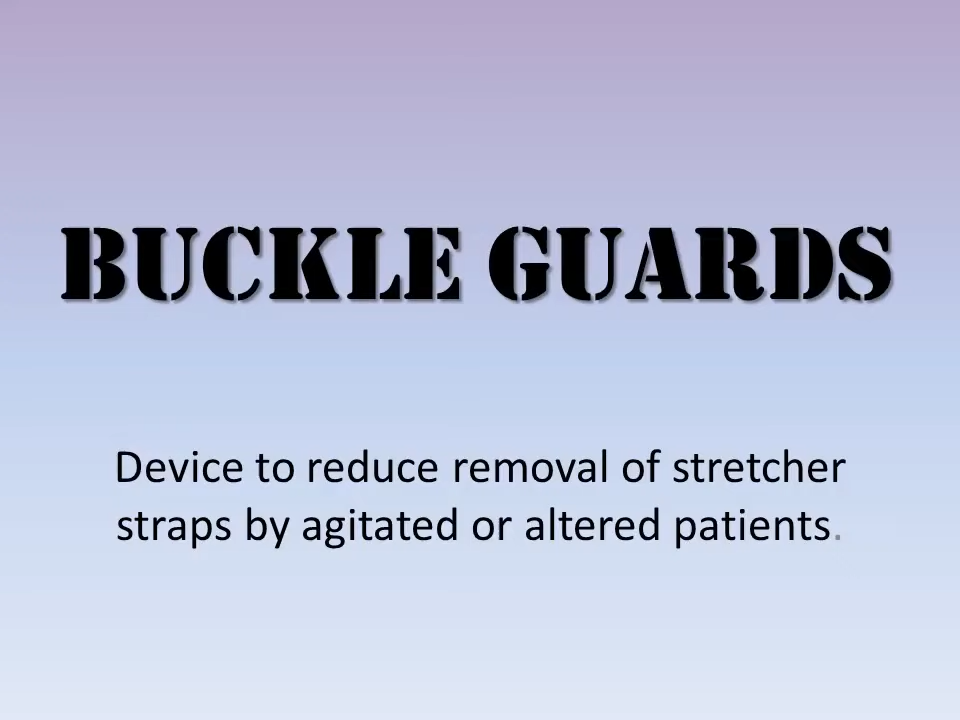 BUCKLE GUARDS
Device to reduce removal of stretcher
straps by agitated or altered patients.